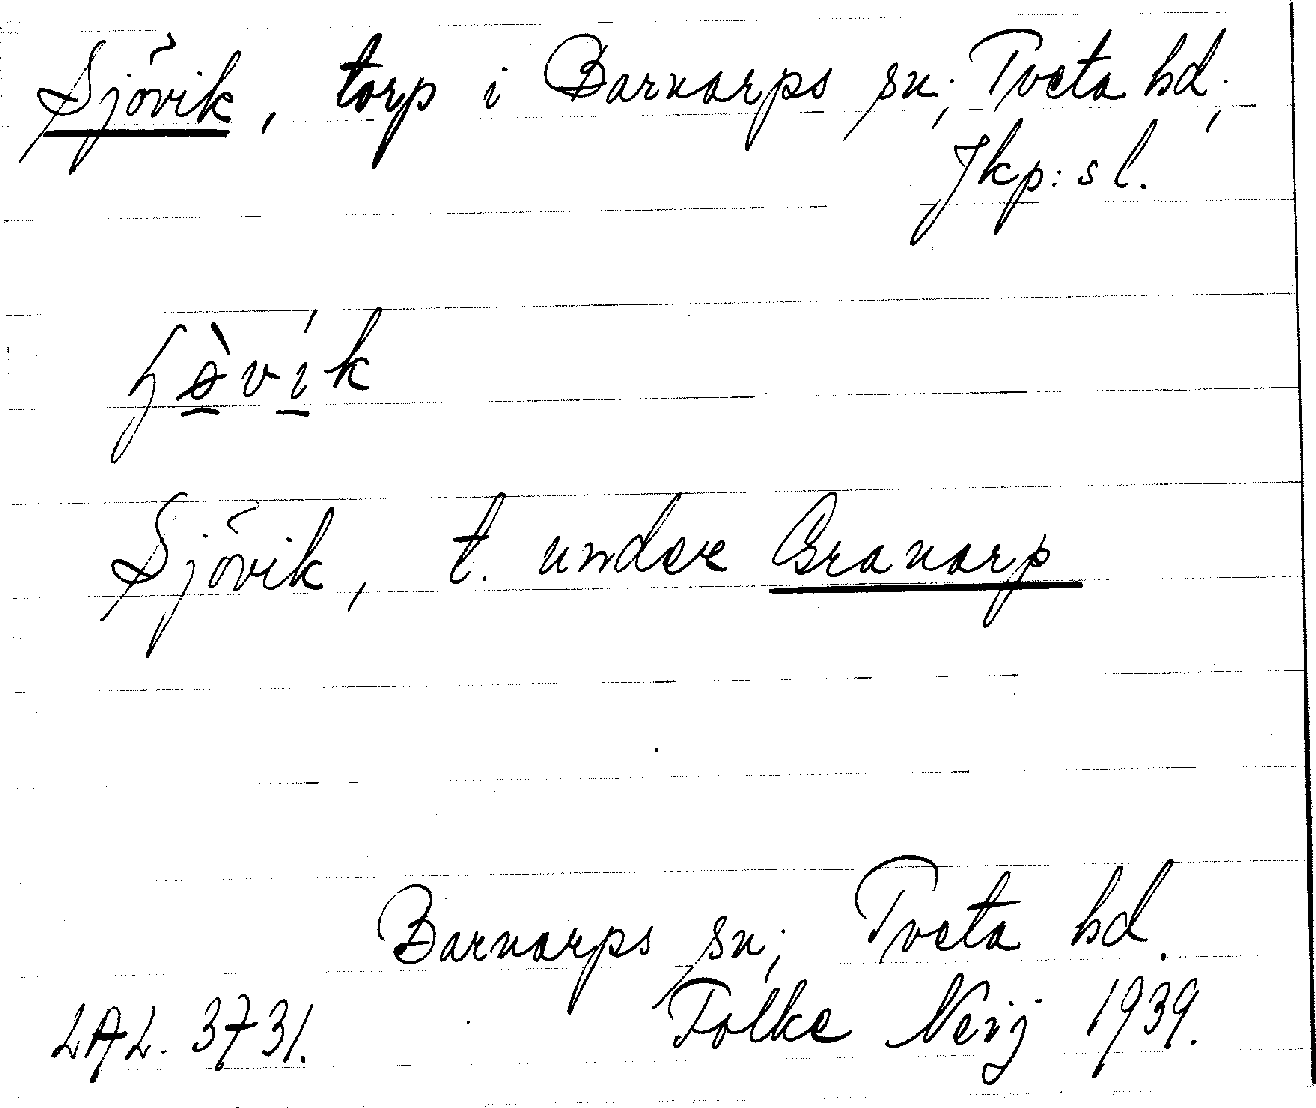 Sjövik, torp i Barnarps sn; Tveta hd;
Jkp:s l.
Sjövik, t. under Granarp
Barnarps sn; Tveta hd.
LAL. 3731. Folke Neij 1939.